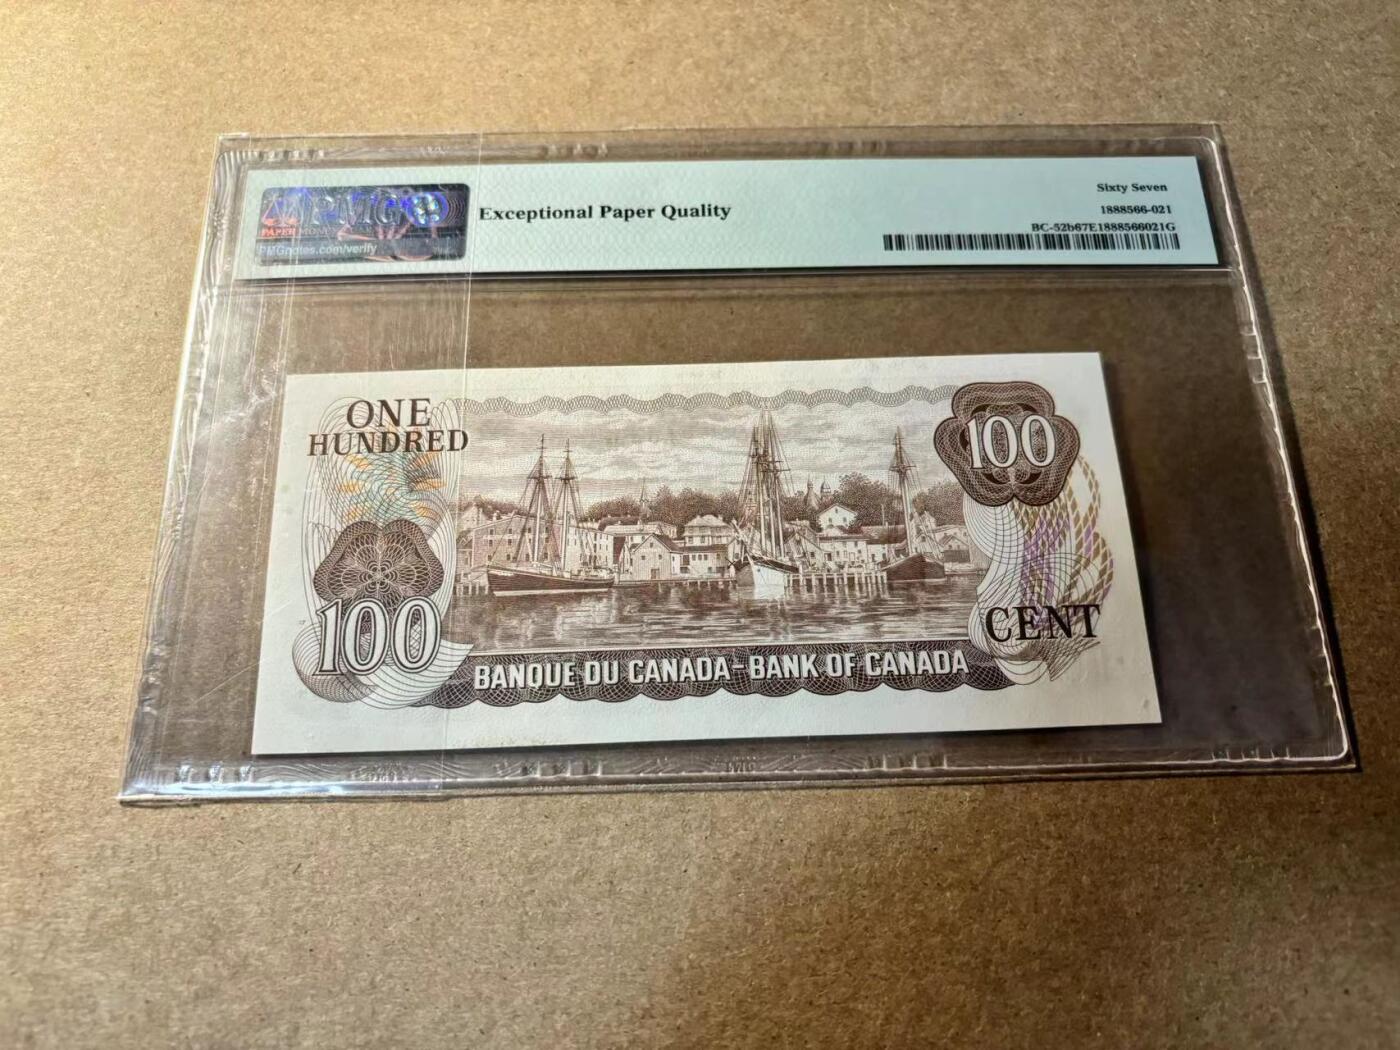 PMG
PAPER MONEY
PMGnotes.com/verify
Exceptional Paper Quality
Sixty Seven
1888566-021
BC-52b67E1888566021G
ONE
HUNDRED
100
100
CENT
BANQUE DU CANADA-BANK OF CANADA